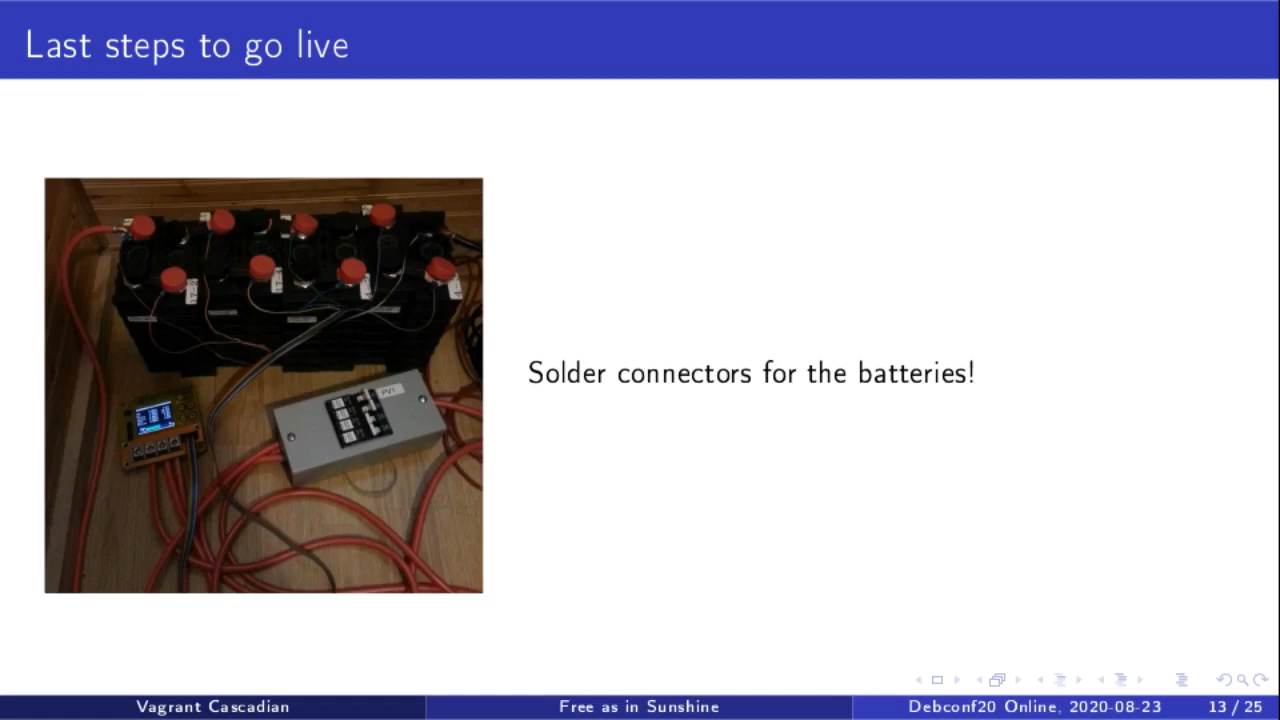 Last steps to go live
PV1
Solder connectors for the batteries!
Vagrant Cascadian
Free as in Sunshine
Debconf20 Online, 2020-08-23
13 / 25